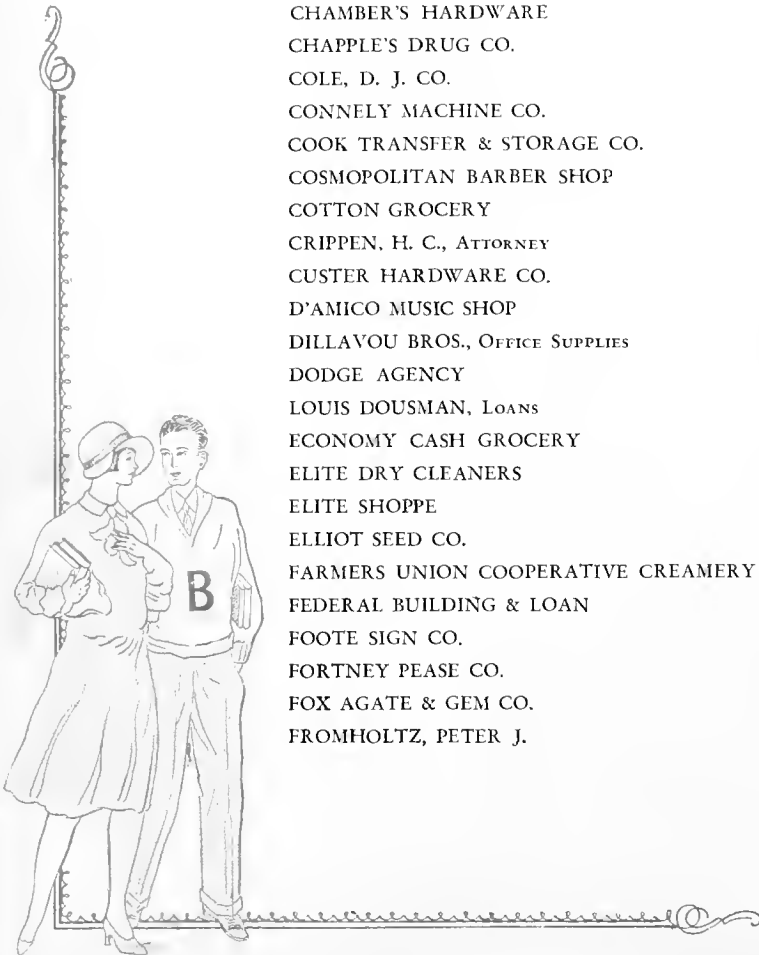 CHAMBER'S HARDWARE
CHAPPLE'S DRUG CO.
COLE, D. J. CO.
CONNELY MACHINE CO.
COOK TRANSFER & STORAGE CO.
COSMOPOLITAN BARBER SHOP
COTTON GROCERY
CRIPPEN, H. C., ATTORNEY
CUSTER HARDWARE CO.
D'AMICO MUSIC SHOP
DILLAVOU BROS., OFFICE SUPPLIES
DODGE AGENCY
LOUIS DOUSMAN, LOANS
ECONOMY CASH GROCERY
ELITE DRY CLEANERS
ELITE SHOPPE
ELLIOT SEED CO.
FARMERS UNION COOPERATIVE CREAMERY
FEDERAL BUILDING & LOAN
FOOTE SIGN CO.
FORTNEY PEASE CO.
FOX AGATE & GEM CO.
FROMHOLTZ, PETER J.
B